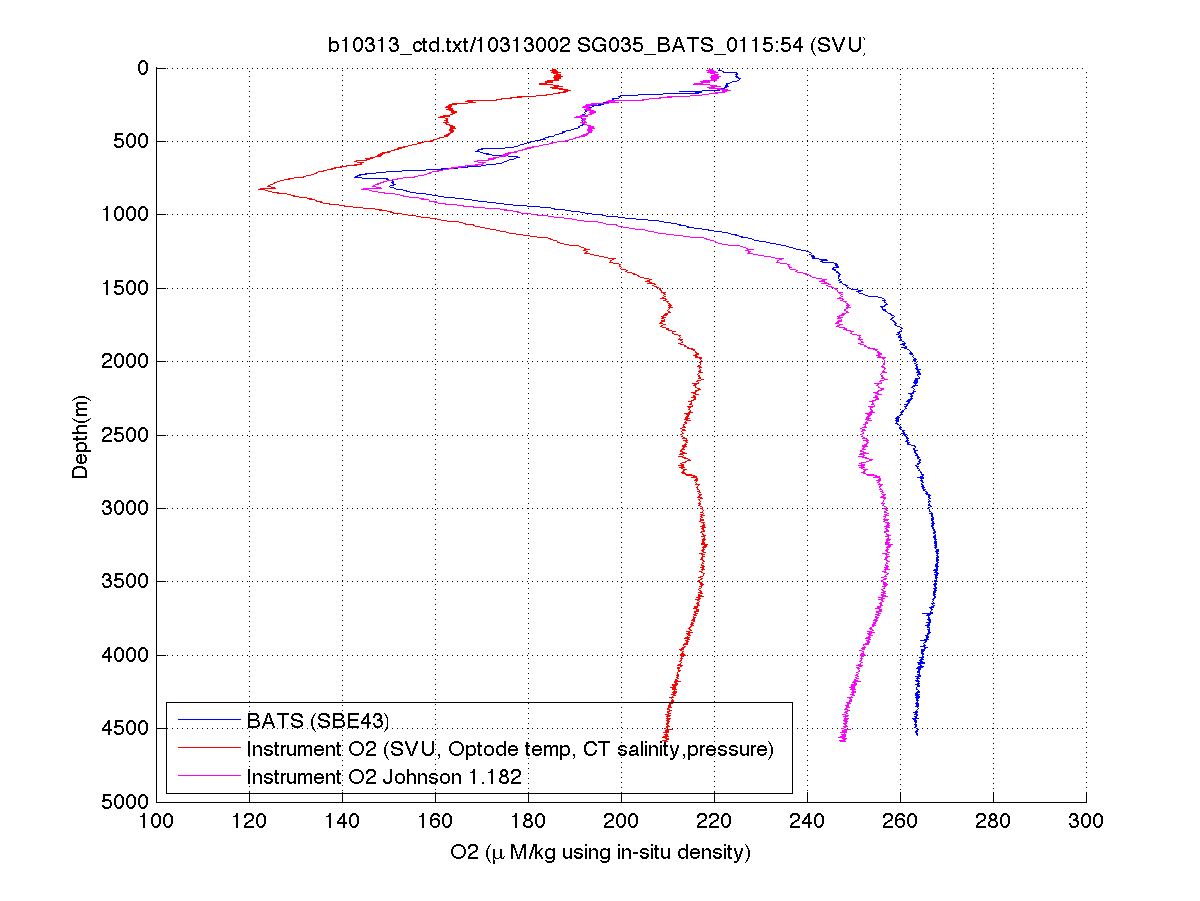 b10313_ctd.txt/10313002 SG035_BATS_0115:54 (SVU)
0
500
1000
1500
2000
2500
3000
3500
4000
4500
5000
Depth(m)
BATS (SBE43)
Instrument O2 (SVU, Optode temp, CT salinity,pressure)
Instrument O2 Johnson 1.182
100 120 140 160 180 200 220 240 260 280 300
O2 (μ M/kg using in-situ density)